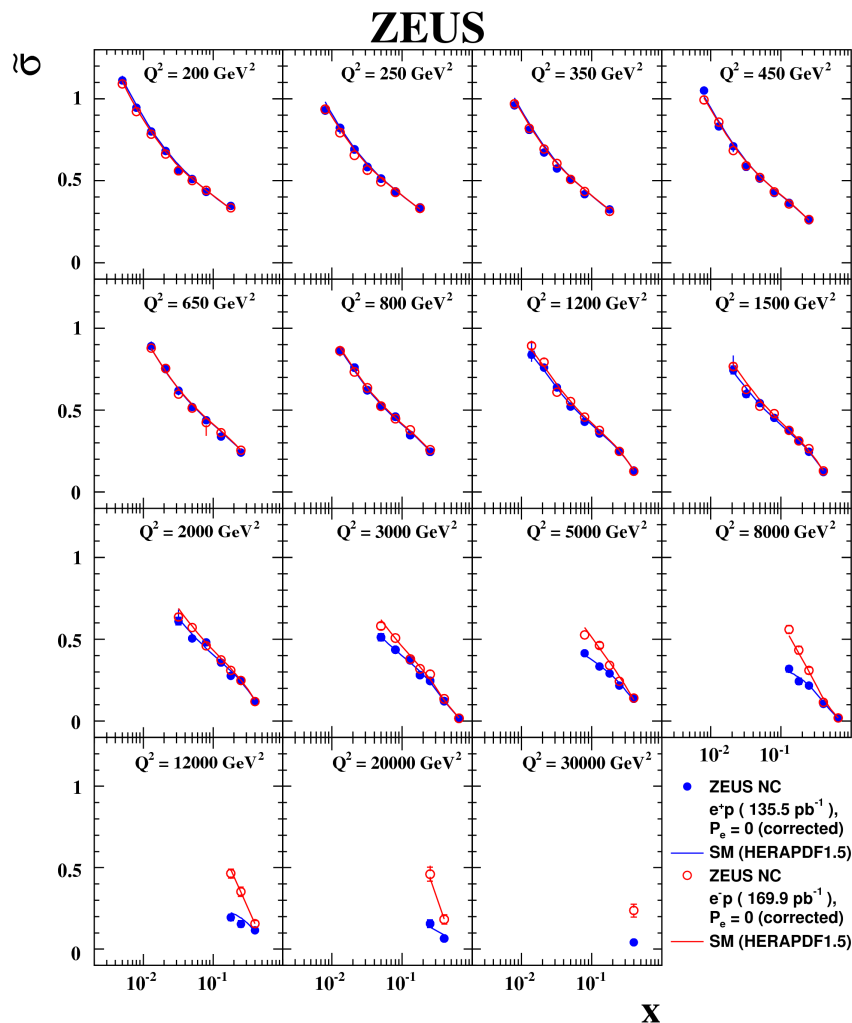 ZEUS
σ̃
Q² = 200 GeV²
Q² = 250 GeV²
Q² = 350 GeV²
Q² = 450 GeV²
1
0.5
0
Q² = 650 GeV²
Q² = 800 GeV²
Q² = 1200 GeV²
Q² = 1500 GeV²
1
0.5
0
Q² = 2000 GeV²
Q² = 3000 GeV²
Q² = 5000 GeV²
Q² = 8000 GeV²
1
0.5
0
10⁻² 10⁻¹
Q² = 12000 GeV²
Q² = 20000 GeV²
Q² = 30000 GeV²
1
0.5
0
ZEUS NC
e⁺p ( 135.5 pb⁻¹ ),
Pₑ = 0 (corrected)
SM (HERAPDF1.5)
ZEUS NC
e⁻p ( 169.9 pb⁻¹ ),
Pₑ = 0 (corrected)
SM (HERAPDF1.5)
10⁻² 10⁻¹ 10⁻² 10⁻¹ 10⁻² 10⁻¹
x